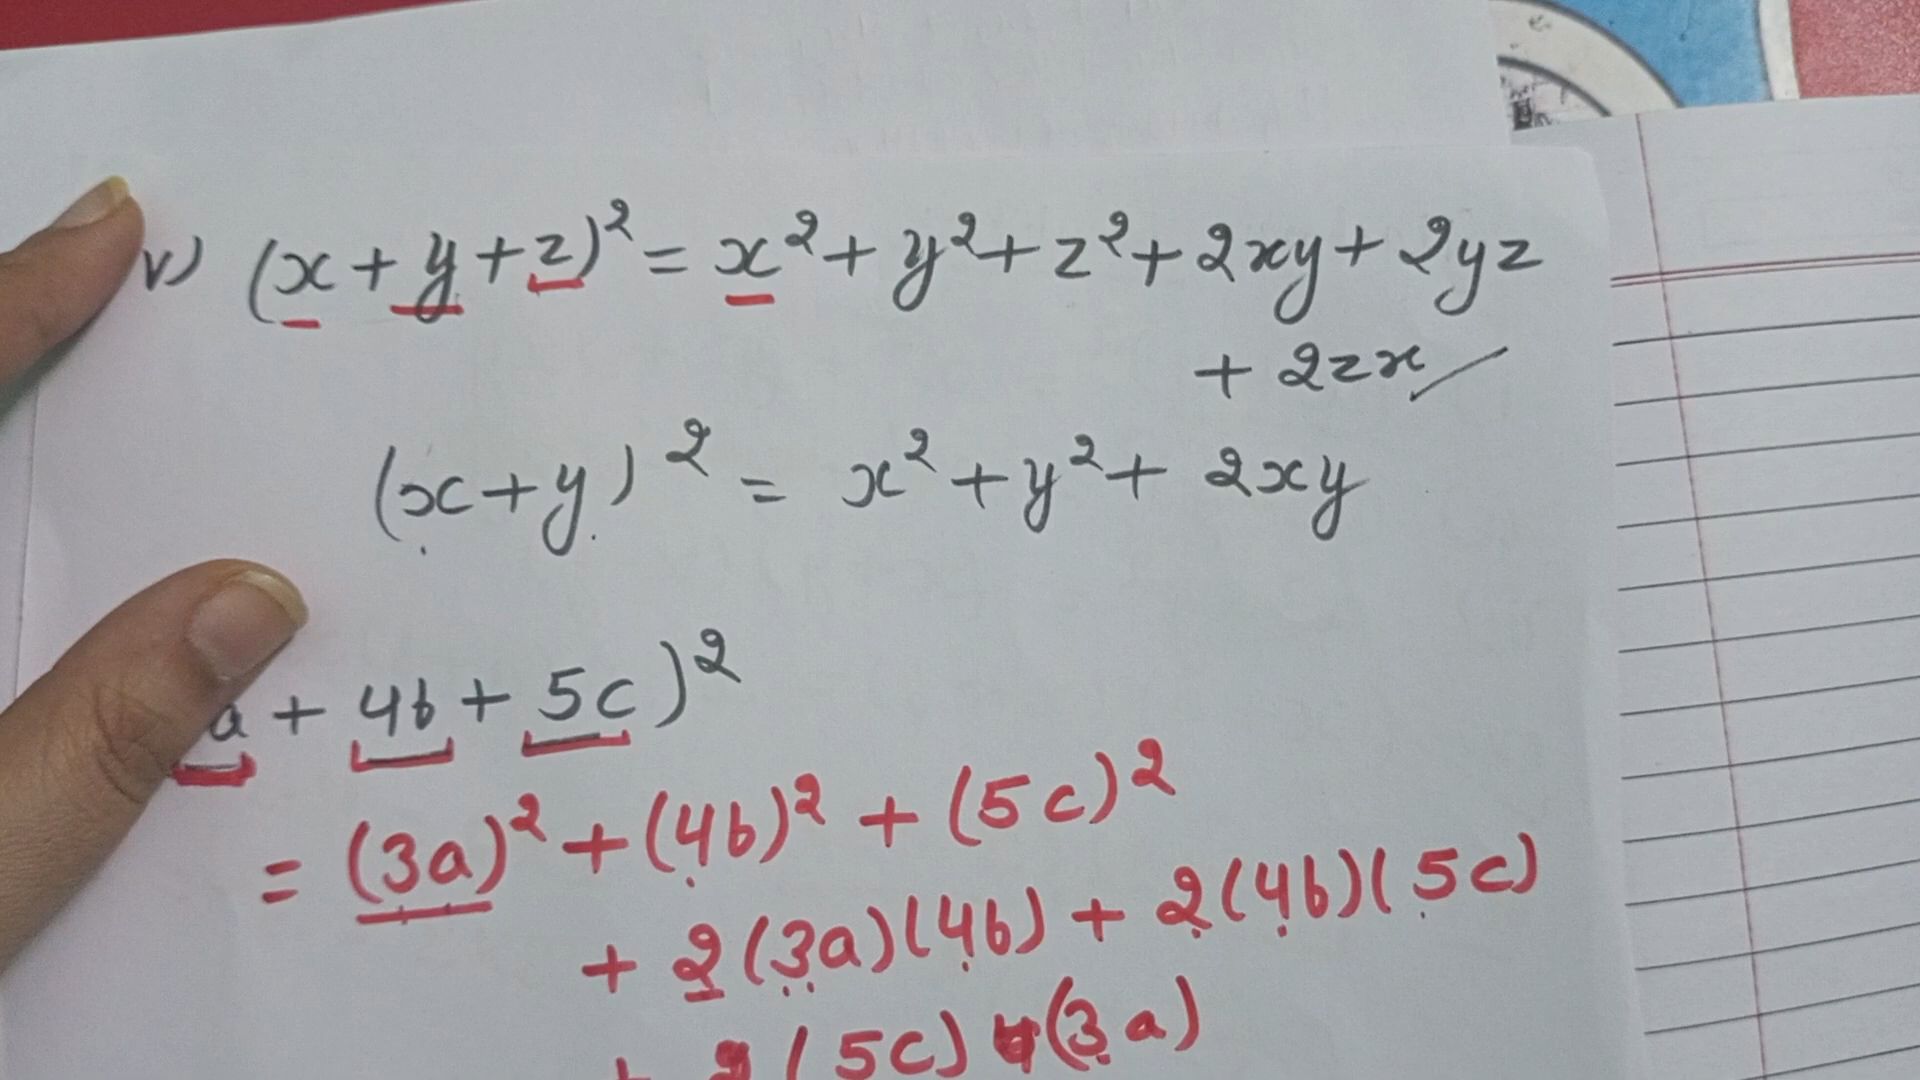 v) (x + y + z)² = x² + y² + z² + 2xy + 2yz
+ 2zx
(x + y)² = x² + y² + 2xy
a + 4b + 5c)²
= (3a)² + (4b)² + (5c)²
+ 2(3a)(4b) + 2(4b)(5c)
+ 2(5c)(3a)